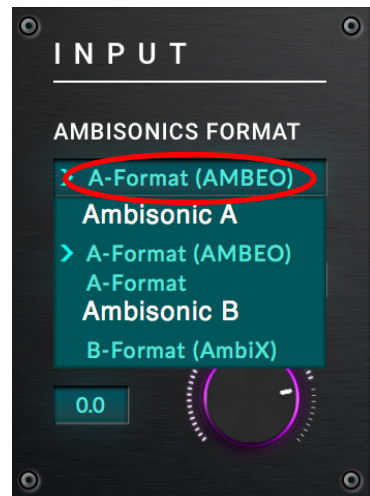 INPUT
AMBISONICS FORMAT
> A-Format (AMBEO)
Ambisonic A
> A-Format (AMBEO)
A-Format
Ambisonic B
B-Format (AmbiX)
0.0